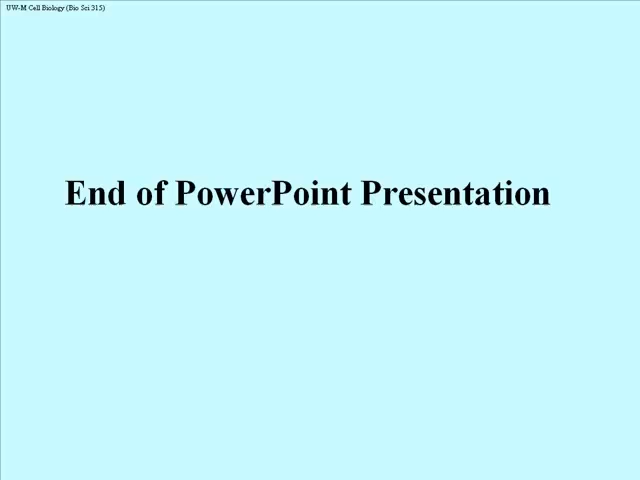 UW-M Cell Biology (Bio Sci 315)
End of PowerPoint Presentation